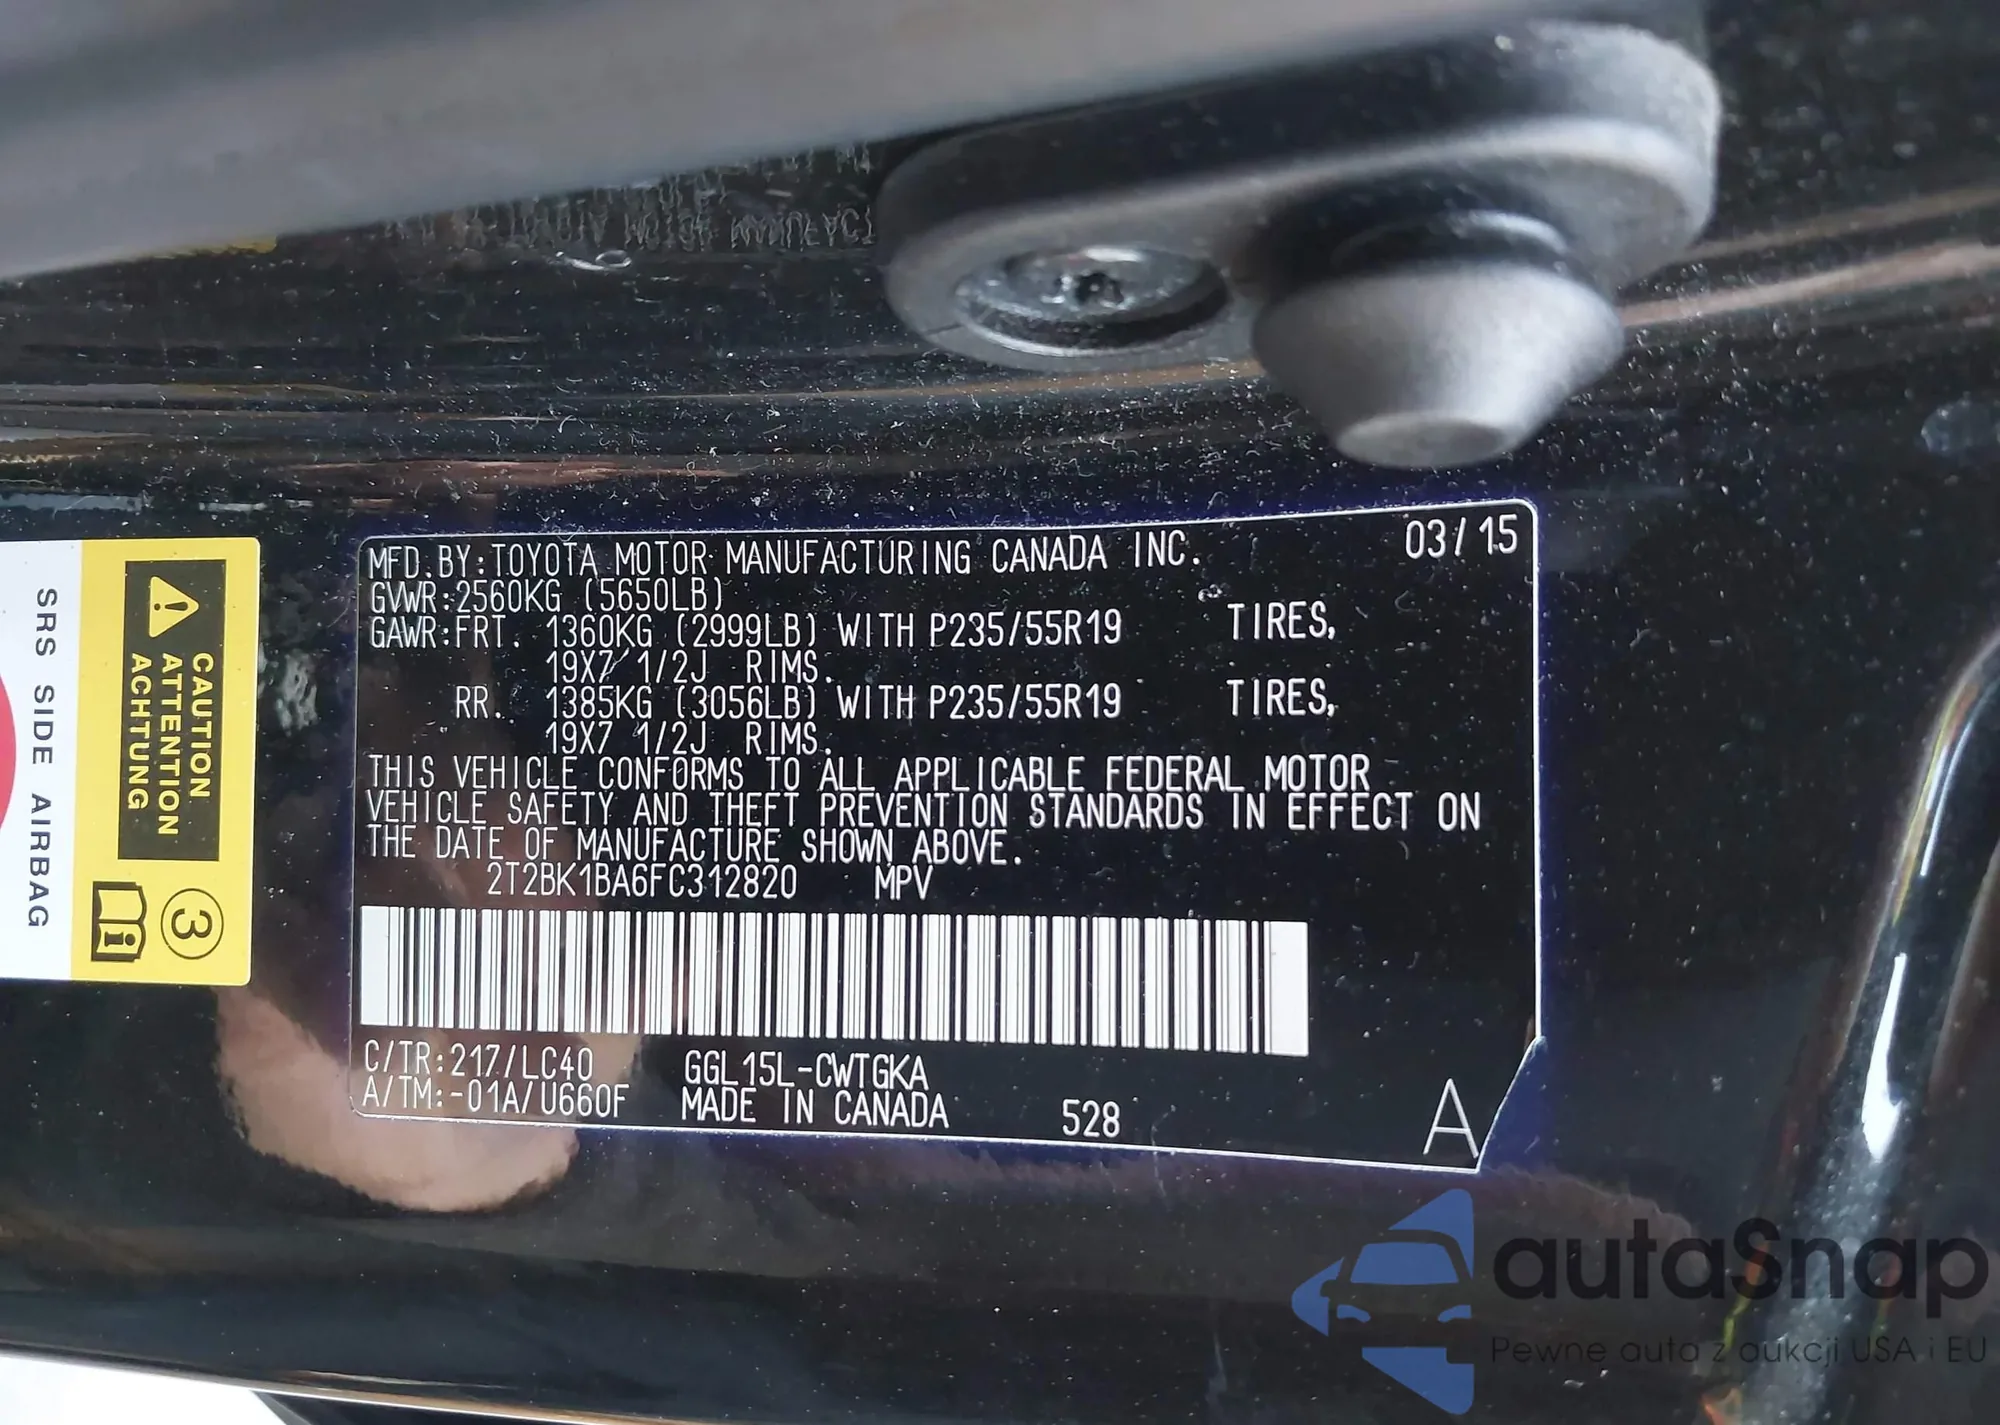 MFD.BY:TOYOTA MOTOR MANUFACTURING CANADA INC. 03/15
GVWR:2560KG (5650LB)
GAWR:FRT. 1360KG (2999LB) WITH P235/55R19 TIRES,
19X7 1/2J RIMS.
RR. 1385KG (3056LB) WITH P235/55R19 TIRES,
19X7 1/2J RIMS.
THIS VEHICLE CONFORMS TO ALL APPLICABLE FEDERAL MOTOR
VEHICLE SAFETY AND THEFT PREVENTION STANDARDS IN EFFECT ON
THE DATE OF MANUFACTURE SHOWN ABOVE.
2T2BK1BA6FC312820 MPV
C/TR:217/LC40 GGL15L-CWTGKA
A/TM:-01A/U660F MADE IN CANADA 528 A
CAUTION
ATTENTION
ACHTUNG
3
SRS SIDE AIRBAG
autaSnap
Pewne auta z aukcji USA i EU